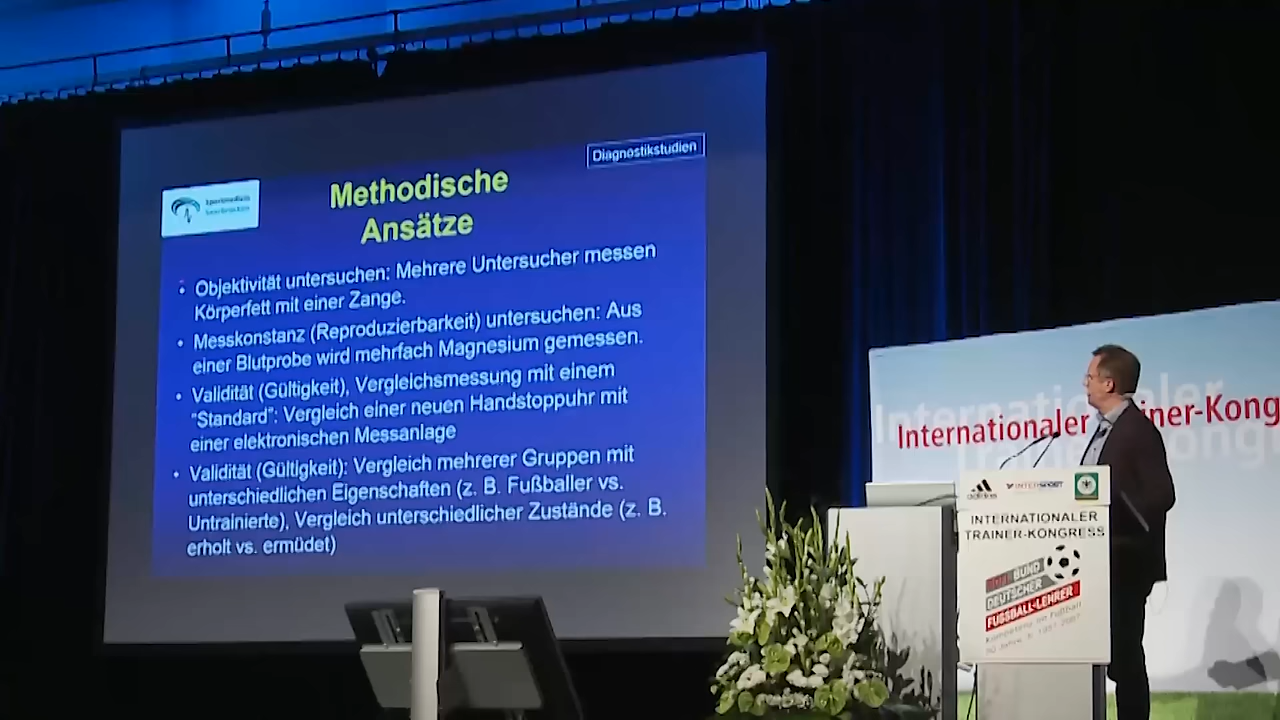 Diagnostikstudien
Methodische
Ansätze
• Objektivität untersuchen: Mehrere Untersucher messen
Körperfett mit einer Zange.
• Messkonstanz (Reproduzierbarkeit) untersuchen: Aus
einer Blutprobe wird mehrfach Magnesium gemessen.
• Validität (Gültigkeit), Vergleichsmessung mit einem
"Standard": Vergleich einer neuen Handstoppuhr mit
einer elektronischen Messanlage
• Validität (Gültigkeit): Vergleich mehrerer Gruppen mit
unterschiedlichen Eigenschaften (z. B. Fußballer vs.
Untrainierte), Vergleich unterschiedlicher Zustände (z. B.
erholt vs. ermüdet)
Internationaler
Internationaler iner-Kong
adidas INTERSPORT
INTERNATIONALER
TRAINER-KONGRESS
BUND
DEUTSCHER
FUSSBALL-LEHRER